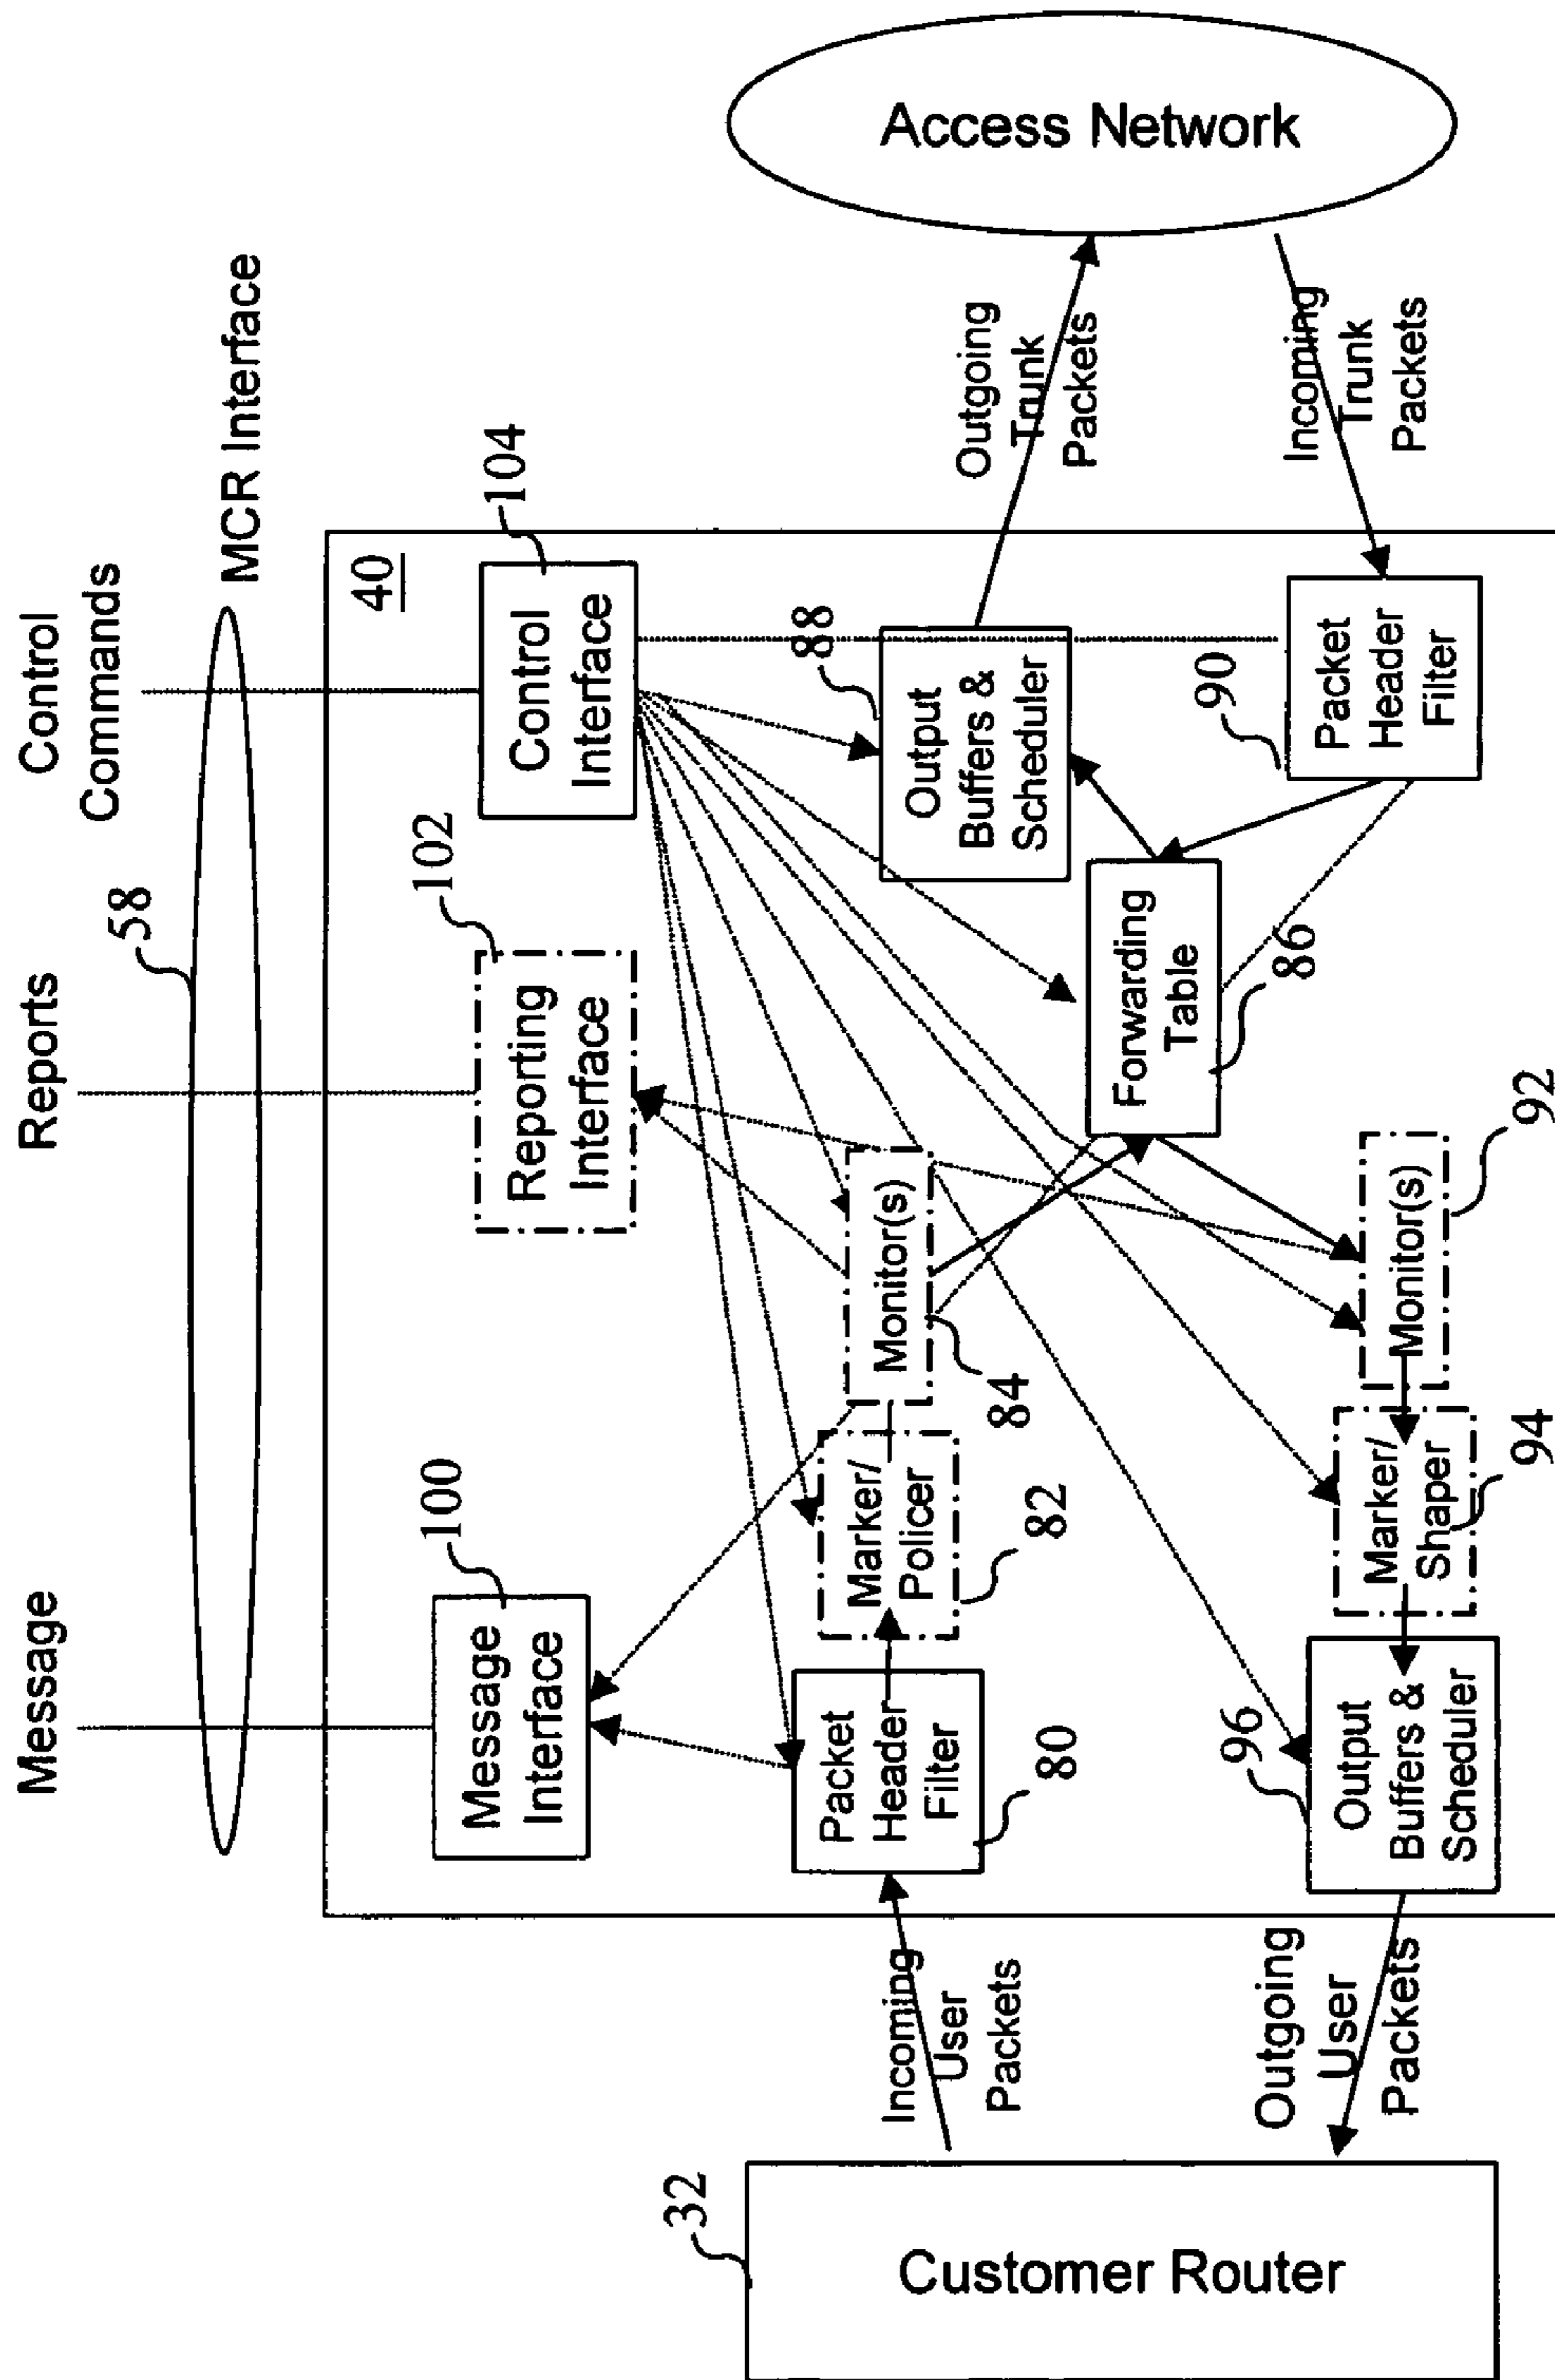 Message
Reports
Control
Commands
58
MCR Interface
40
100
Message
Interface
102
Reporting
Interface
104
Control
Interface
Incoming
User
Packets
Packet
Header
Filter
80
Marker/
Policer
82
Monitor(s)
84
88
Output
Buffers &
Scheduler
Outgoing
Trunk
Packets
Access Network
Forwarding
Table
86
90
Packet
Header
Filter
Incoming
Trunk
Packets
32
Customer Router
Outgoing
User
Packets
96
Output
Buffers &
Scheduler
Marker/
Shaper
94
Monitor(s)
92